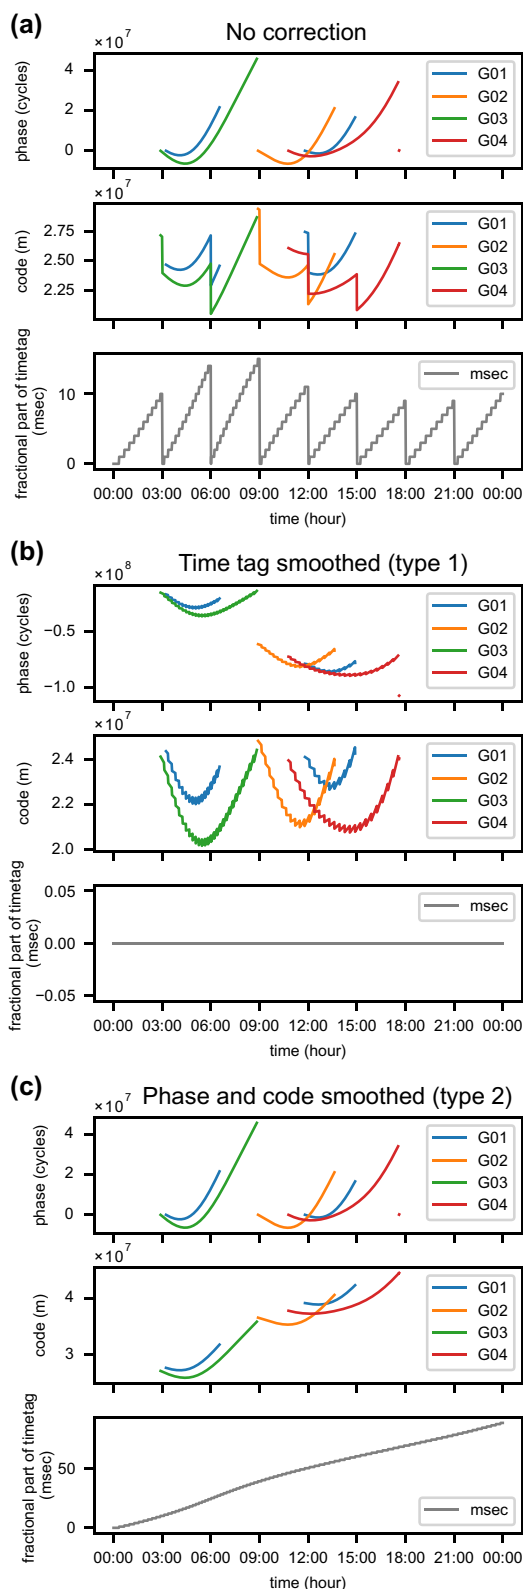 (a)
No correction
×10⁷
phase (cycles)
4
2
0
G01
G02
G03
G04
×10⁷
code (m)
2.75
2.50
2.25
G01
G02
G03
G04
fractional part of timetag
(msec)
10
0
msec
00:00 03:00 06:00 09:00 12:00 15:00 18:00 21:00 00:00
time (hour)
(b)
Time tag smoothed (type 1)
×10⁸
phase (cycles)
−0.5
−1.0
G01
G02
G03
G04
×10⁷
code (m)
2.4
2.2
2.0
G01
G02
G03
G04
fractional part of timetag
(msec)
0.05
0.00
−0.05
msec
00:00 03:00 06:00 09:00 12:00 15:00 18:00 21:00 00:00
time (hour)
(c)
Phase and code smoothed (type 2)
×10⁷
phase (cycles)
4
2
0
G01
G02
G03
G04
×10⁷
code (m)
4
3
G01
G02
G03
G04
fractional part of timetag
(msec)
50
0
msec
00:00 03:00 06:00 09:00 12:00 15:00 18:00 21:00 00:00
time (hour)